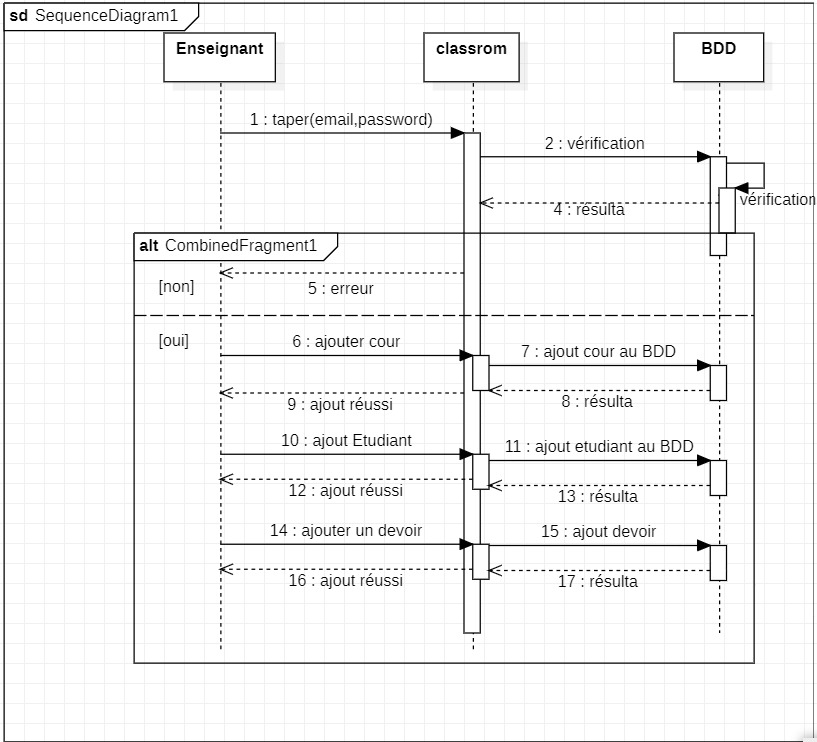 sd SequenceDiagram1
Enseignant
classrom
BDD
1 : taper(email,password)
2 : vérification
vérification
4 : résulta
alt CombinedFragment1
[non]
5 : erreur
[oui]
6 : ajouter cour
7 : ajout cour au BDD
8 : résulta
9 : ajout réussi
10 : ajout Etudiant
11 : ajout etudiant au BDD
12 : ajout réussi
13 : résulta
14 : ajouter un devoir
15 : ajout devoir
16 : ajout réussi
17 : résulta